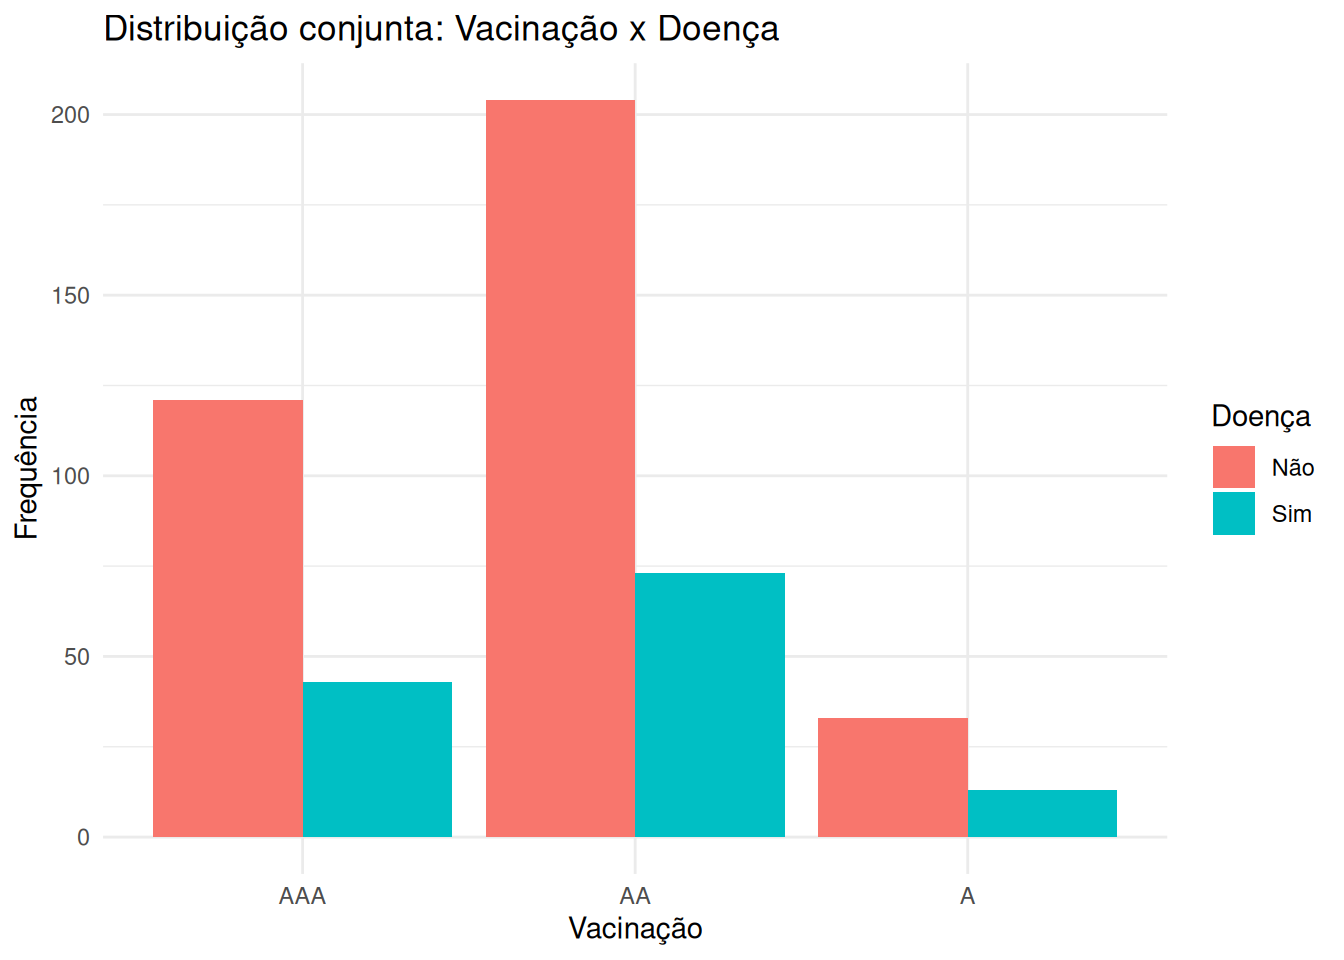 Distribuição conjunta: Vacinação x Doença
200
150
100
50
0
Frequência
AAA
AA
A
Vacinação
Doença
Não
Sim